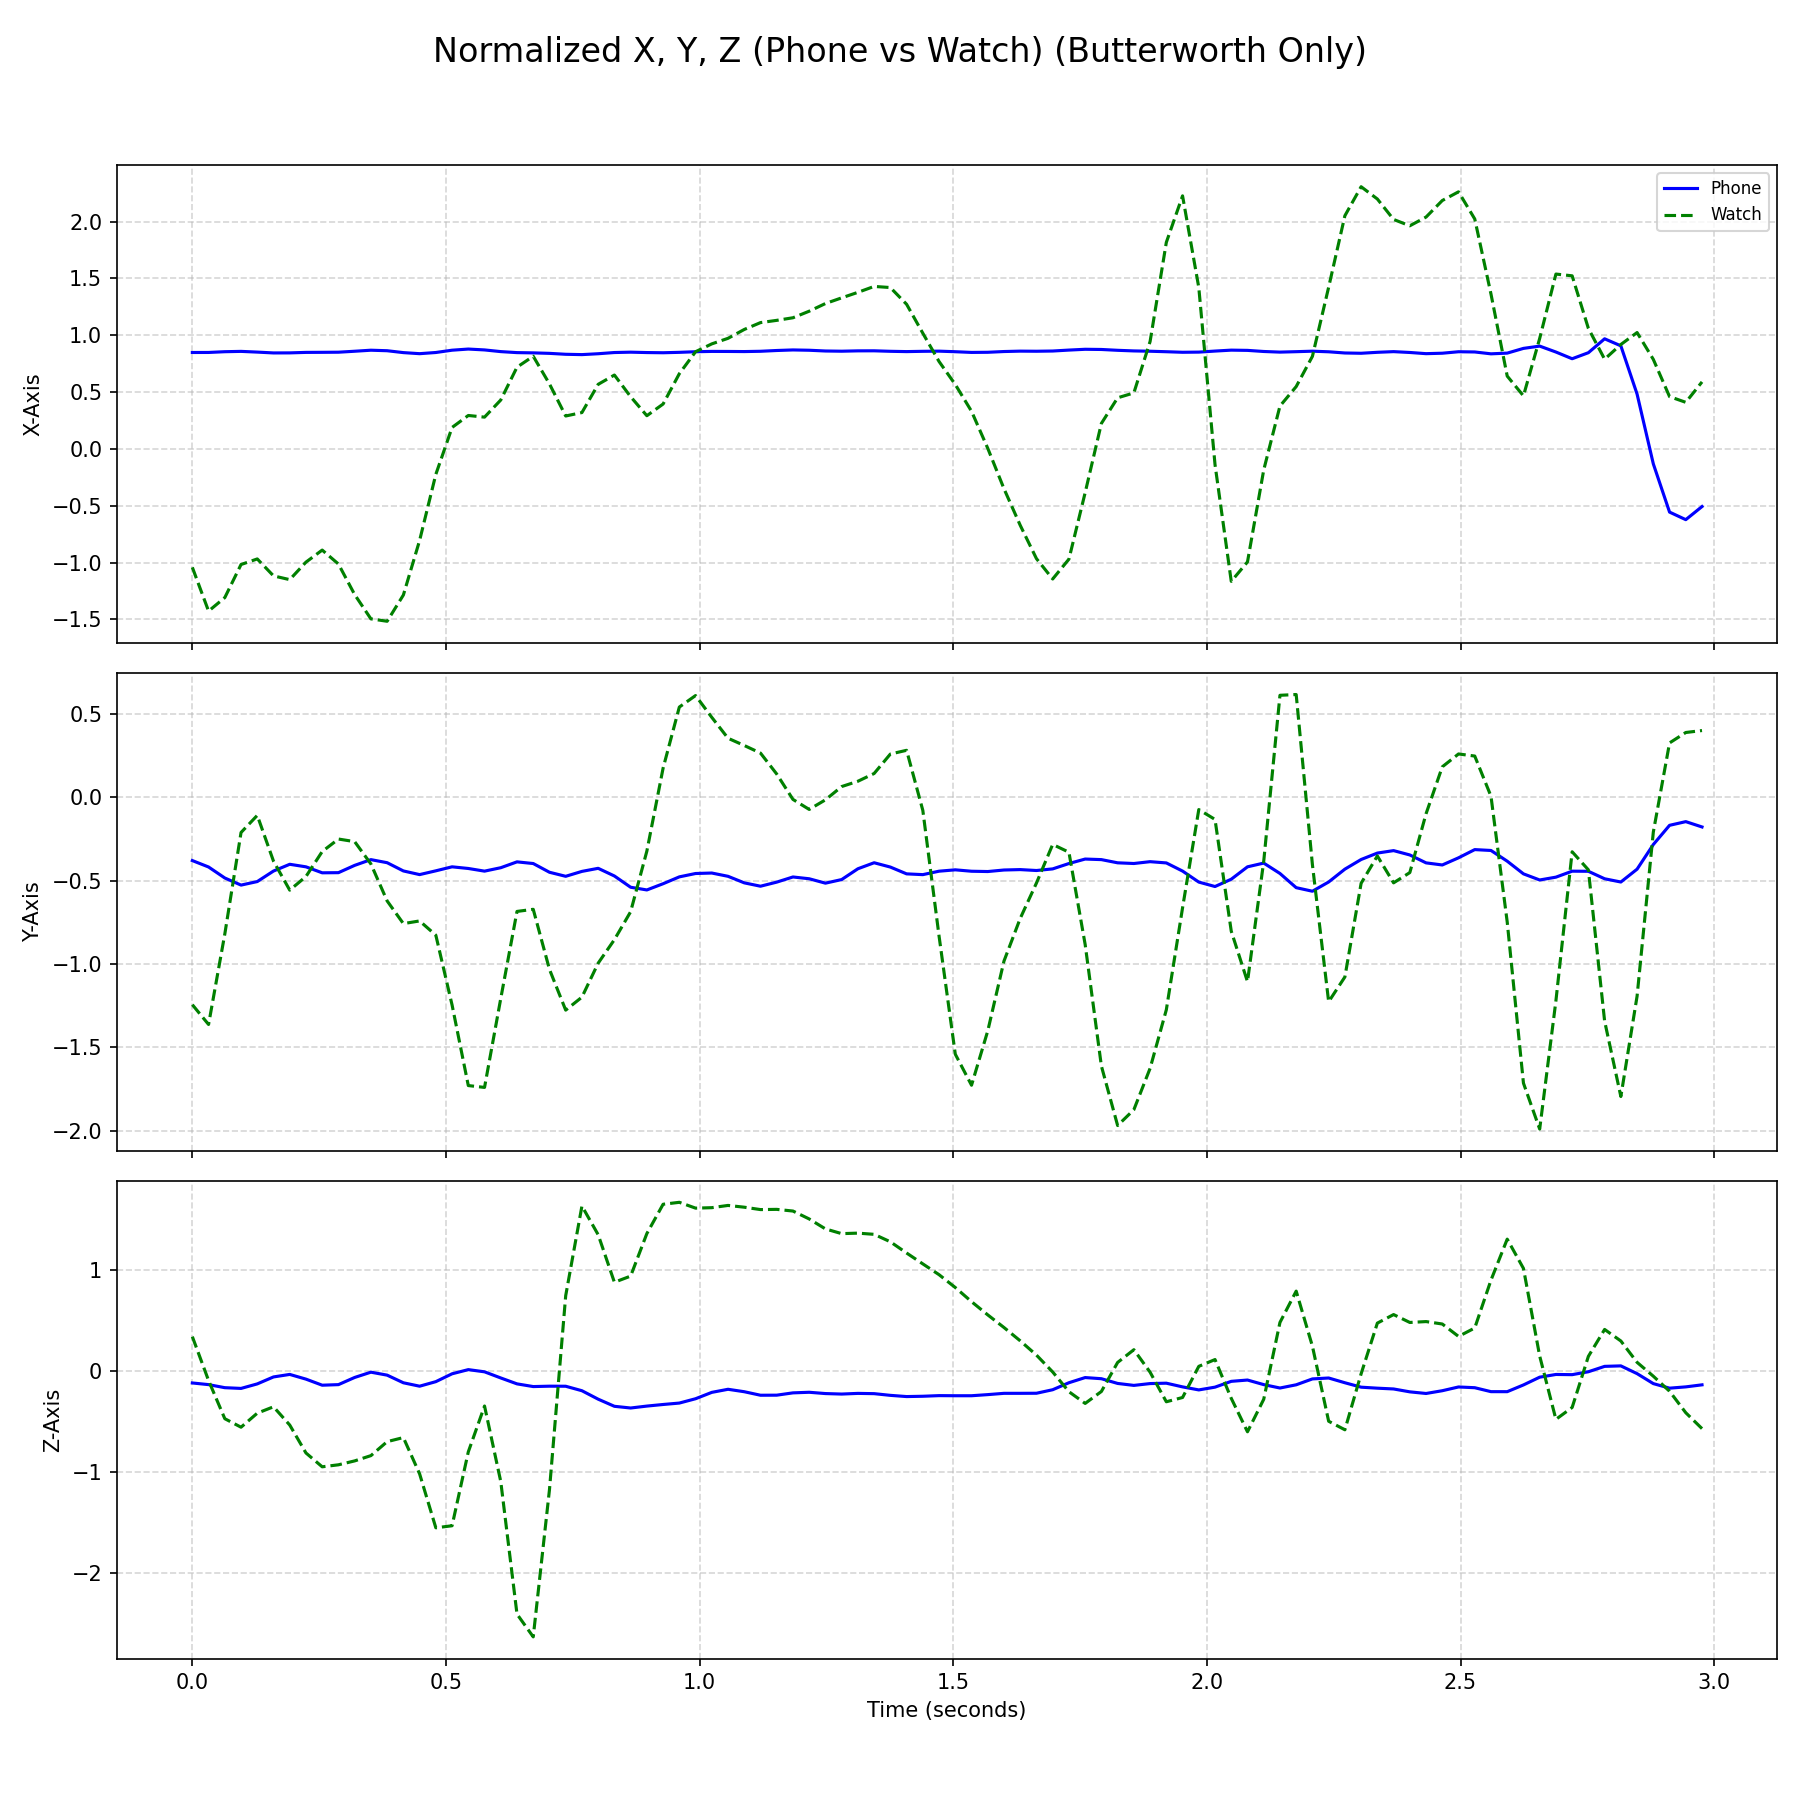 Normalized X, Y, Z (Phone vs Watch) (Butterworth Only)
Phone
Watch
2.0
1.5
1.0
0.5
0.0
−0.5
−1.0
−1.5
X-Axis
0.5
0.0
−0.5
−1.0
−1.5
−2.0
Y-Axis
1
0
−1
−2
Z-Axis
0.0 0.5 1.0 1.5 2.0 2.5 3.0
Time (seconds)